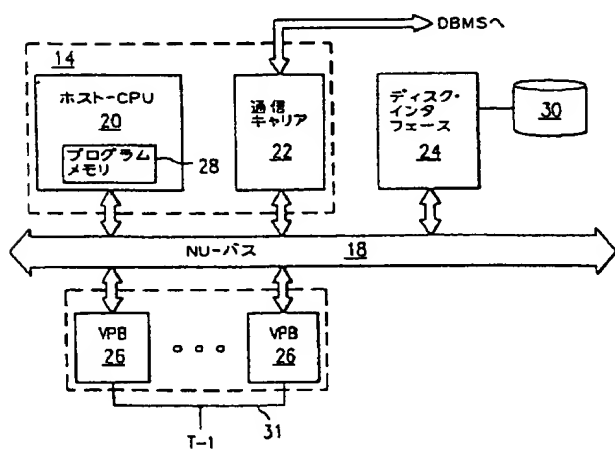 DBMSへ
14
ホスト-CPU
20
プログラム
メモリ
28
通信
キャリア
22
ディスク・
インタ
フェース
24
30
NU-バス
18
VPB
26
VPB
26
T-1
31